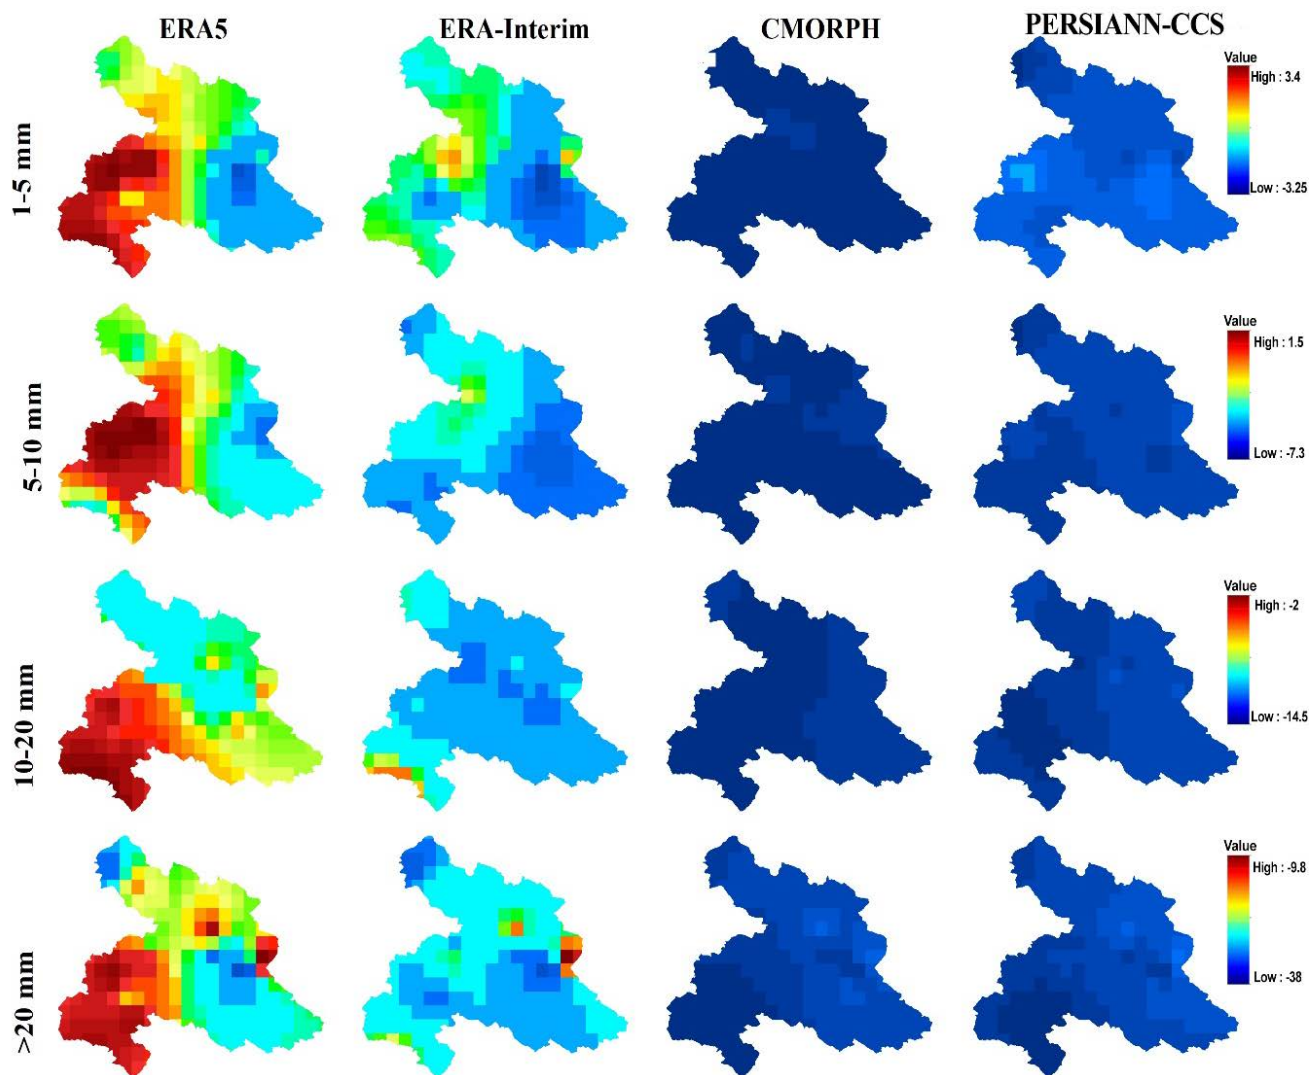 ERA5
ERA-Interim
CMORPH
PERSIANN-CCS
1-5 mm
Value
High : 3.4
Low : -3.25
5-10 mm
Value
High : 1.5
Low : -7.3
10-20 mm
Value
High : -2
Low : -14.5
>20 mm
Value
High : -9.8
Low : -38